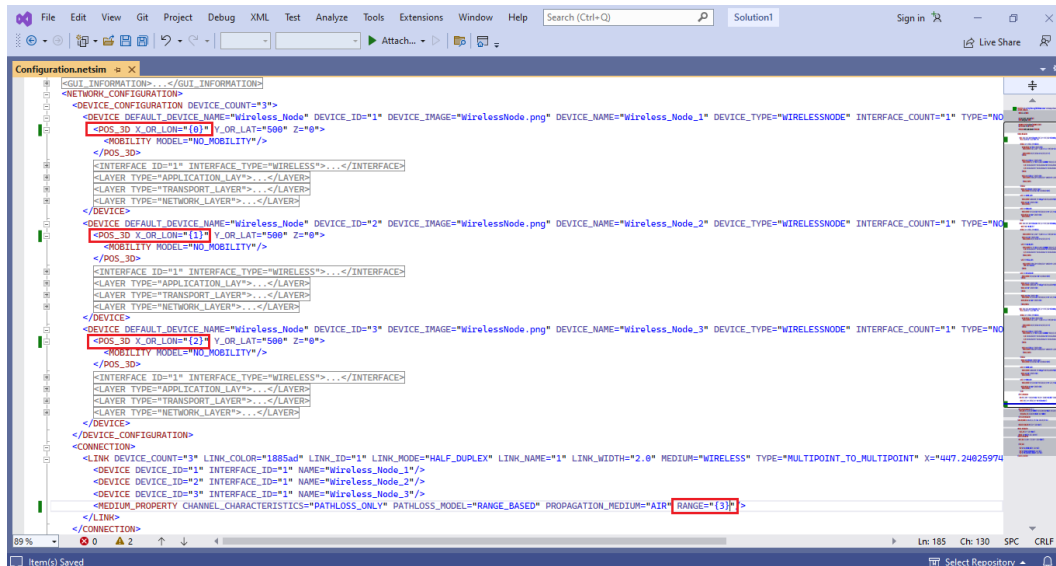 File Edit View Git Project Debug XML Test Analyze Tools Extensions Window Help Search (Ctrl+Q) Solution1 Sign in
Attach... Live Share
Configuration.netsim
<GUI_INFORMATION>...</GUI_INFORMATION>
<NETWORK_CONFIGURATION>
<DEVICE_CONFIGURATION DEVICE_COUNT="3">
<DEVICE DEFAULT_DEVICE_NAME="Wireless_Node" DEVICE_ID="1" DEVICE_IMAGE="WirelessNode.png" DEVICE_NAME="Wireless_Node_1" DEVICE_TYPE="WIRELESSNODE" INTERFACE_COUNT="1" TYPE="NO
<POS_3D X_OR_LON="{0}" Y_OR_LAT="500" Z="0">
<MOBILITY MODEL="NO_MOBILITY"/>
</POS_3D>
<INTERFACE ID="1" INTERFACE_TYPE="WIRELESS">...</INTERFACE>
<LAYER TYPE="APPLICATION_LAY">...</LAYER>
<LAYER TYPE="TRANSPORT_LAYER">...</LAYER>
<LAYER TYPE="NETWORK_LAYER">...</LAYER>
</DEVICE>
<DEVICE DEFAULT_DEVICE_NAME="Wireless_Node" DEVICE_ID="2" DEVICE_IMAGE="WirelessNode.png" DEVICE_NAME="Wireless_Node_2" DEVICE_TYPE="WIRELESSNODE" INTERFACE_COUNT="1" TYPE="NO
<POS_3D X_OR_LON="{1}" Y_OR_LAT="500" Z="0">
<MOBILITY MODEL="NO_MOBILITY"/>
</POS_3D>
<INTERFACE ID="1" INTERFACE_TYPE="WIRELESS">...</INTERFACE>
<LAYER TYPE="APPLICATION_LAY">...</LAYER>
<LAYER TYPE="TRANSPORT_LAYER">...</LAYER>
<LAYER TYPE="NETWORK_LAYER">...</LAYER>
</DEVICE>
<DEVICE DEFAULT_DEVICE_NAME="Wireless_Node" DEVICE_ID="3" DEVICE_IMAGE="WirelessNode.png" DEVICE_NAME="Wireless_Node_3" DEVICE_TYPE="WIRELESSNODE" INTERFACE_COUNT="1" TYPE="NO
<POS_3D X_OR_LON="{2}" Y_OR_LAT="500" Z="0">
<MOBILITY MODEL="NO_MOBILITY"/>
</POS_3D>
<INTERFACE ID="1" INTERFACE_TYPE="WIRELESS">...</INTERFACE>
<LAYER TYPE="APPLICATION_LAY">...</LAYER>
<LAYER TYPE="TRANSPORT_LAYER">...</LAYER>
<LAYER TYPE="NETWORK_LAYER">...</LAYER>
</DEVICE>
</DEVICE_CONFIGURATION>
<CONNECTION>
<LINK DEVICE_COUNT="3" LINK_COLOR="1885ad" LINK_ID="1" LINK_MODE="HALF_DUPLEX" LINK_NAME="1" LINK_WIDTH="2.0" MEDIUM="WIRELESS" TYPE="MULTIPOINT_TO_MULTIPOINT" X="447.24025974
<DEVICE DEVICE_ID="1" INTERFACE_ID="1" NAME="Wireless_Node_1"/>
<DEVICE DEVICE_ID="2" INTERFACE_ID="1" NAME="Wireless_Node_2"/>
<DEVICE DEVICE_ID="3" INTERFACE_ID="1" NAME="Wireless_Node_3"/>
<MEDIUM_PROPERTY CHANNEL_CHARACTERISTICS="PATHLOSS_ONLY" PATHLOSS_MODEL="RANGE_BASED" PROPAGATION_MEDIUM="AIR" RANGE="{3}"/>
</LINK>
</CONNECTION>
89 % 0 2 Ln: 185 Ch: 130 SPC CRLF
Item(s) Saved Select Repository